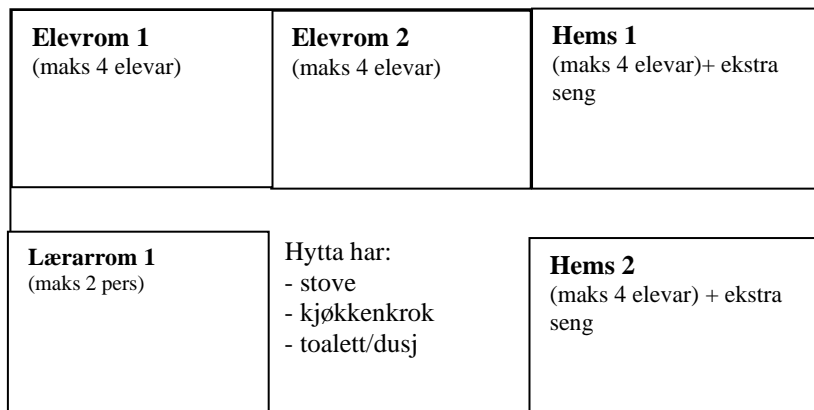 Elevrom 1
(maks 4 elevar)
Elevrom 2
(maks 4 elevar)
Hems 1
(maks 4 elevar)+ ekstra
seng
Lærarrom 1
(maks 2 pers)
Hytta har:
- stove
- kjøkkenkrok
- toalett/dusj
Hems 2
(maks 4 elevar) + ekstra
seng